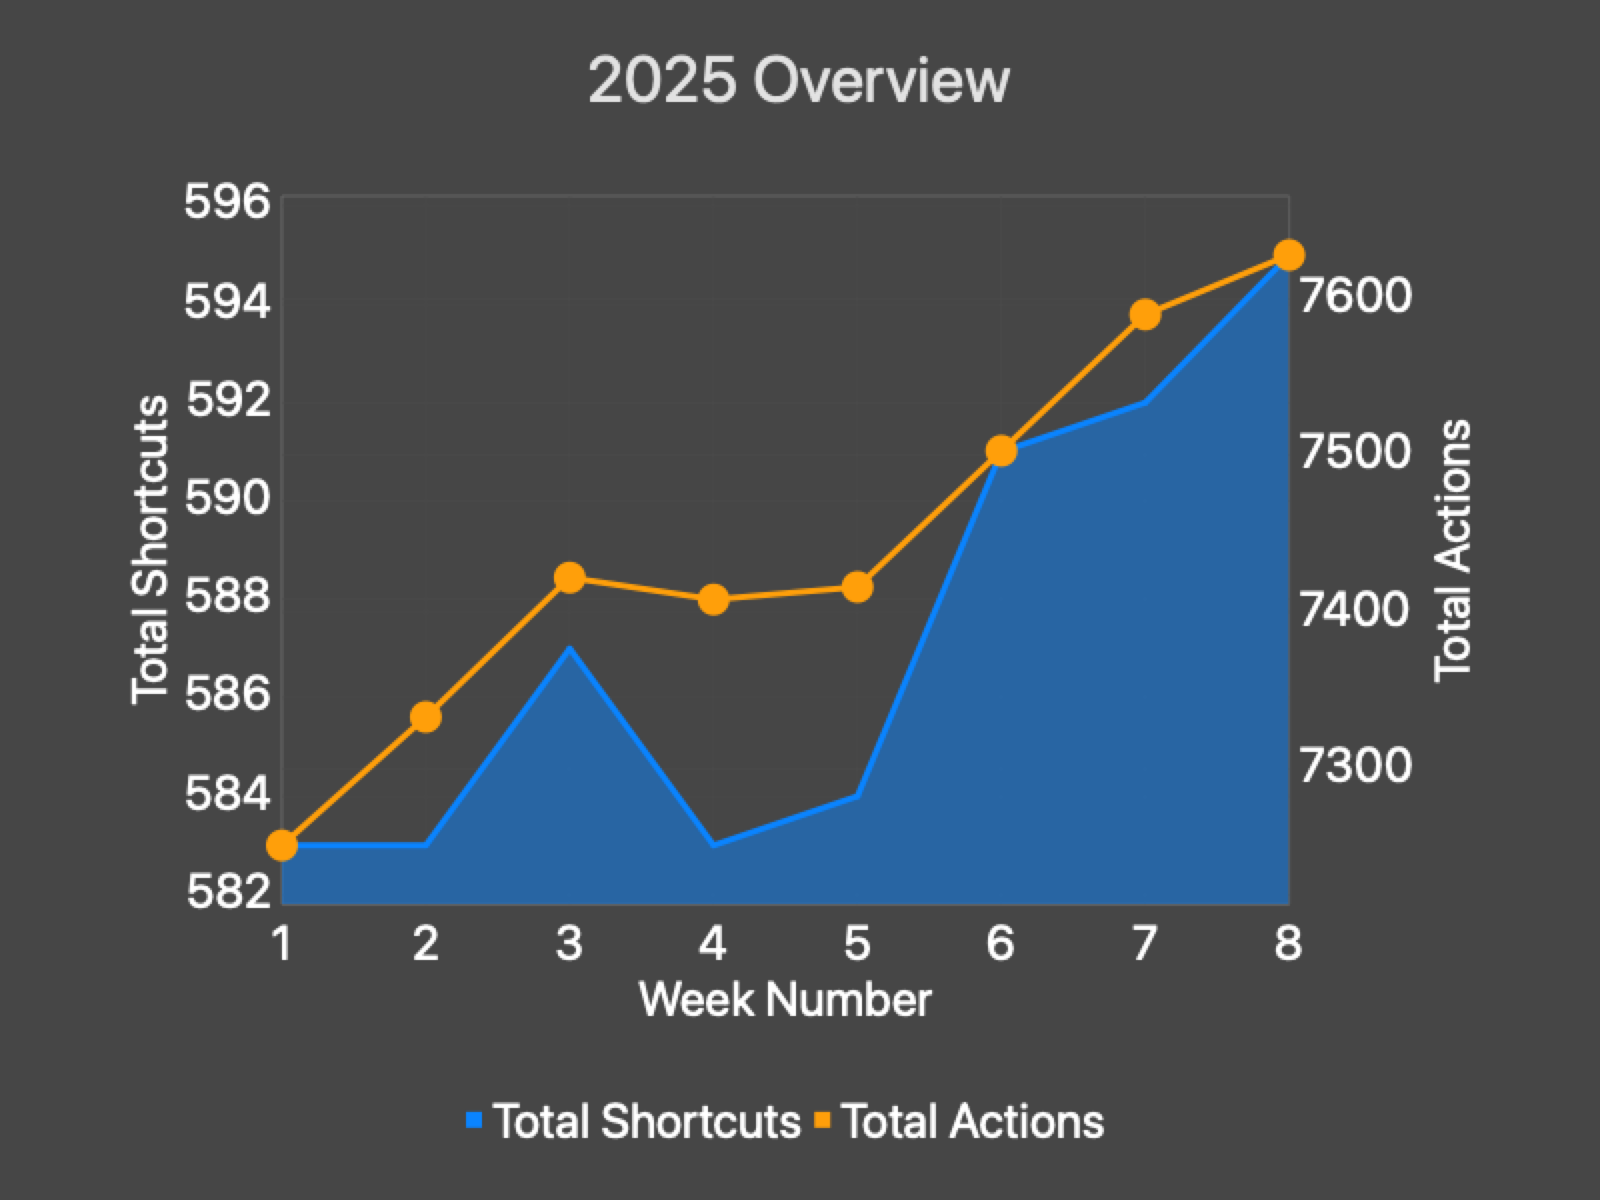 2025 Overview
596
594
592
590
588
586
584
582
Total Shortcuts
7600
7500
7400
7300
Total Actions
1 2 3 4 5 6 7 8
Week Number
Total Shortcuts Total Actions